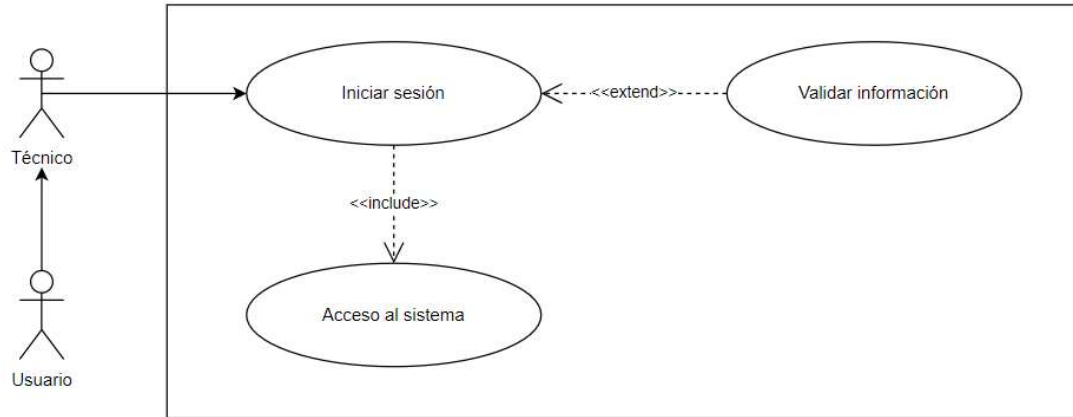 Iniciar sesión
<<extend>>
Validar información
Técnico
<<include>>
Acceso al sistema
Usuario